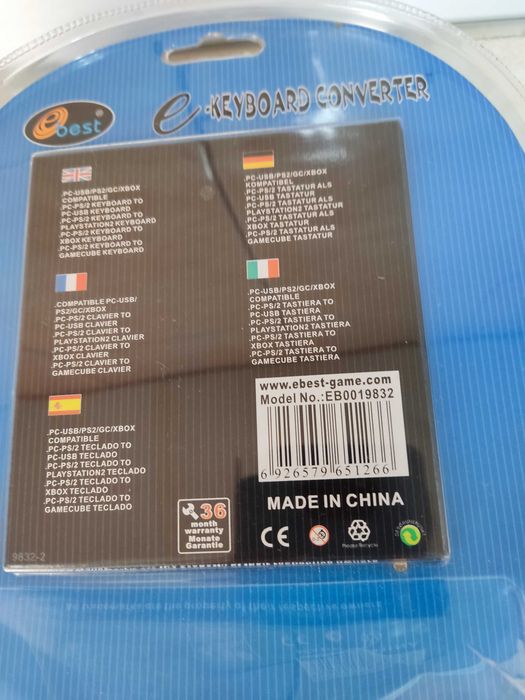 ebest
e-KEYBOARD CONVERTER
.PC-USB/PS2/GC/XBOX
COMPATIBLE
.PC-PS/2 KEYBOARD TO
PC-USB KEYBOARD
.PC-PS/2 KEYBOARD TO
PLAYSTATION2 KEYBOARD
.PC-PS/2 KEYBOARD TO
XBOX KEYBOARD
.PC-PS/2 KEYBOARD TO
GAMECUBE KEYBOARD
.PC-USB/PS2/GC/XBOX
KOMPATIBEL
.PC-PS/2 TASTATUR ALS
PC-USB TASTATUR
.PC-PS/2 TASTATUR ALS
PLAYSTATION2 TASTATUR
.PC-PS/2 TASTATUR ALS
XBOX TASTATUR
.PC-PS/2 TASTATUR ALS
GAMECUBE TASTATUR
.COMPATIBLE PC-USB/
PS2/GC/XBOX
.PC-PS/2 CLAVIER TO
PC-USB CLAVIER
.PC-PS/2 CLAVIER TO
PLAYSTATION2 CLAVIER
.PC-PS/2 CLAVIER TO
XBOX CLAVIER
.PC-PS/2 CLAVIER TO
GAMECUBE CLAVIER
.PC-USB/PS2/GC/XBOX
COMPATIBLE
.PC-PS/2 TASTIERA TO
PC-USB TASTIERA
.PC-PS/2 TASTIERA TO
PLAYSTATION2 TASTIERA
.PC-PS/2 TASTIERA TO
XBOX TASTIERA
.PC-PS/2 TASTIERA TO
GAMECUBE TASTIERA
.PC-USB/PS2/GC/XBOX
COMPATIBLE
.PC-PS/2 TECLADO TO
PC-USB TECLADO
.PC-PS/2 TECLADO TO
PLAYSTATION2 TECLADO
.PC-PS/2 TECLADO TO
XBOX TECLADO
.PC-PS/2 TECLADO TO
GAMECUBE TECLADO
www.ebest-game.com
Model No.:EB0019832
6 926579 651266
MADE IN CHINA
36
month
warranty
Monate
Garantie
CE
0-3
Please Recycle
9832-2